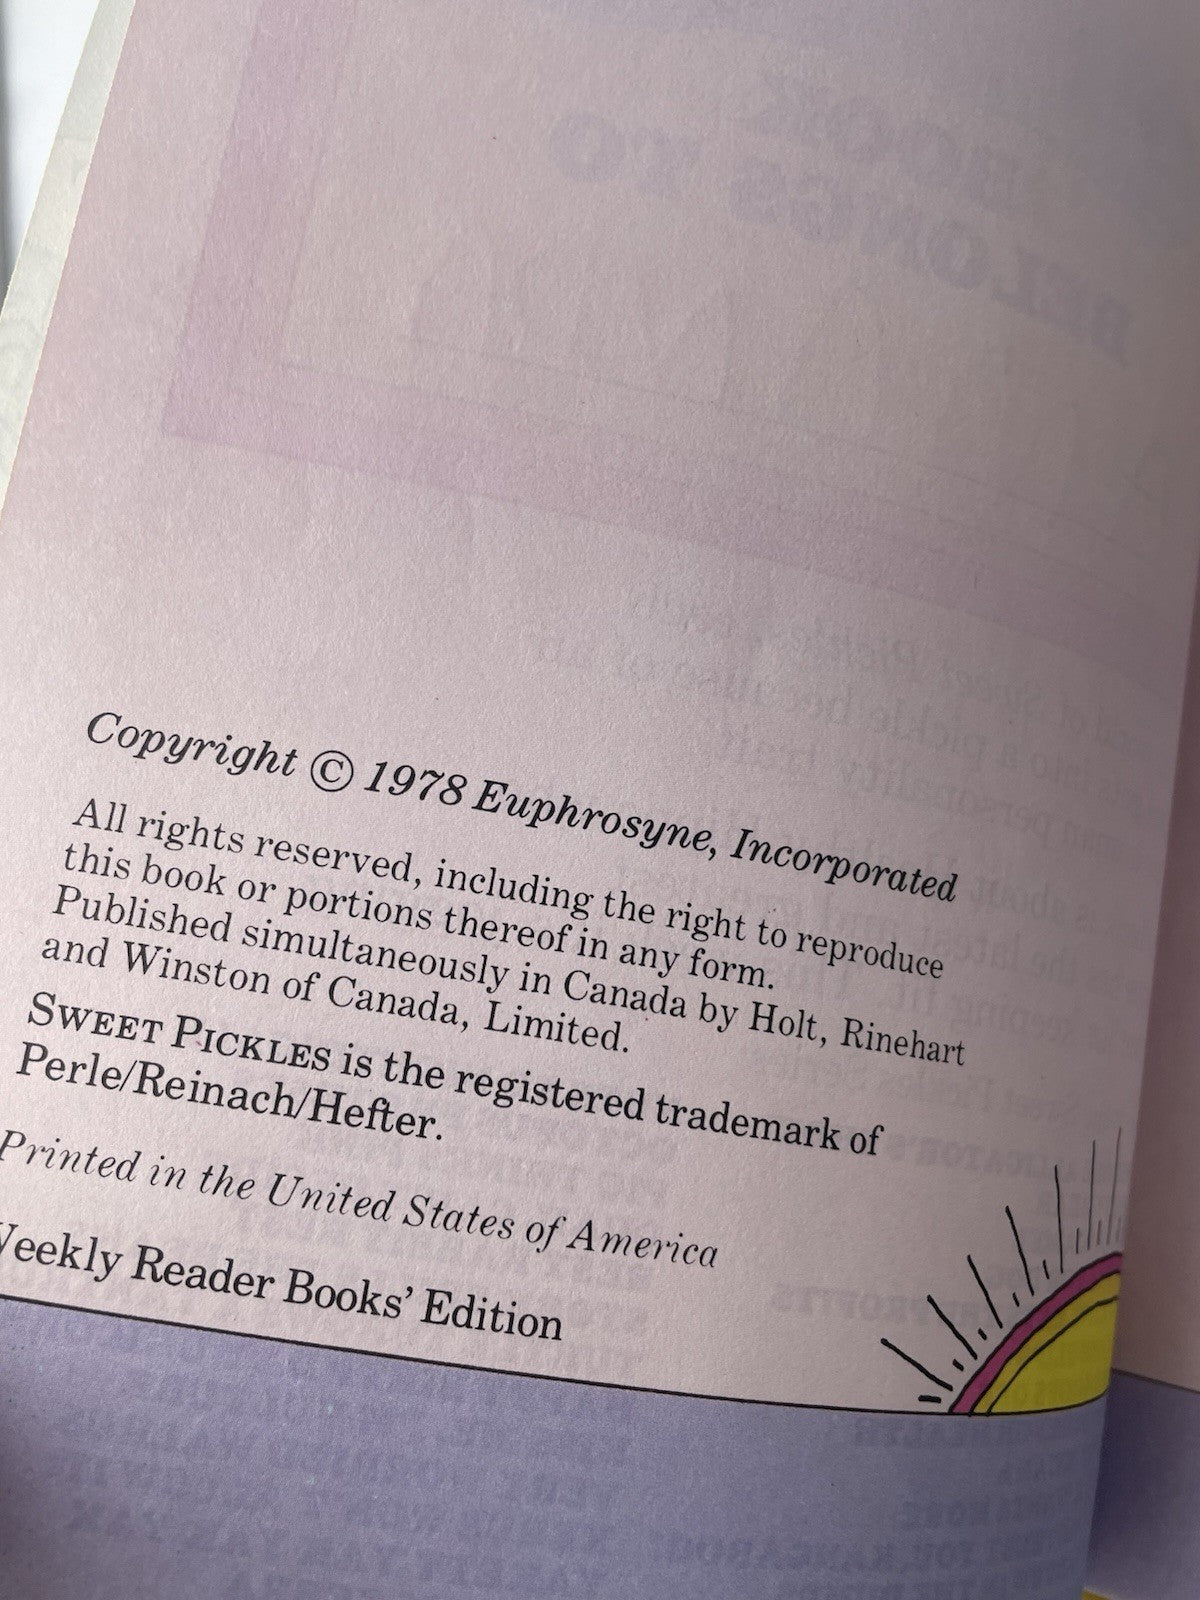 Copyright © 1978 Euphrosyne, Incorporated
All rights reserved, including the right to reproduce
this book or portions thereof in any form.
Published simultaneously in Canada by Holt, Rinehart
and Winston of Canada, Limited.
SWEET PICKLES is the registered trademark of
Perle/Reinach/Hefter.
Printed in the United States of America
Weekly Reader Books' Edition